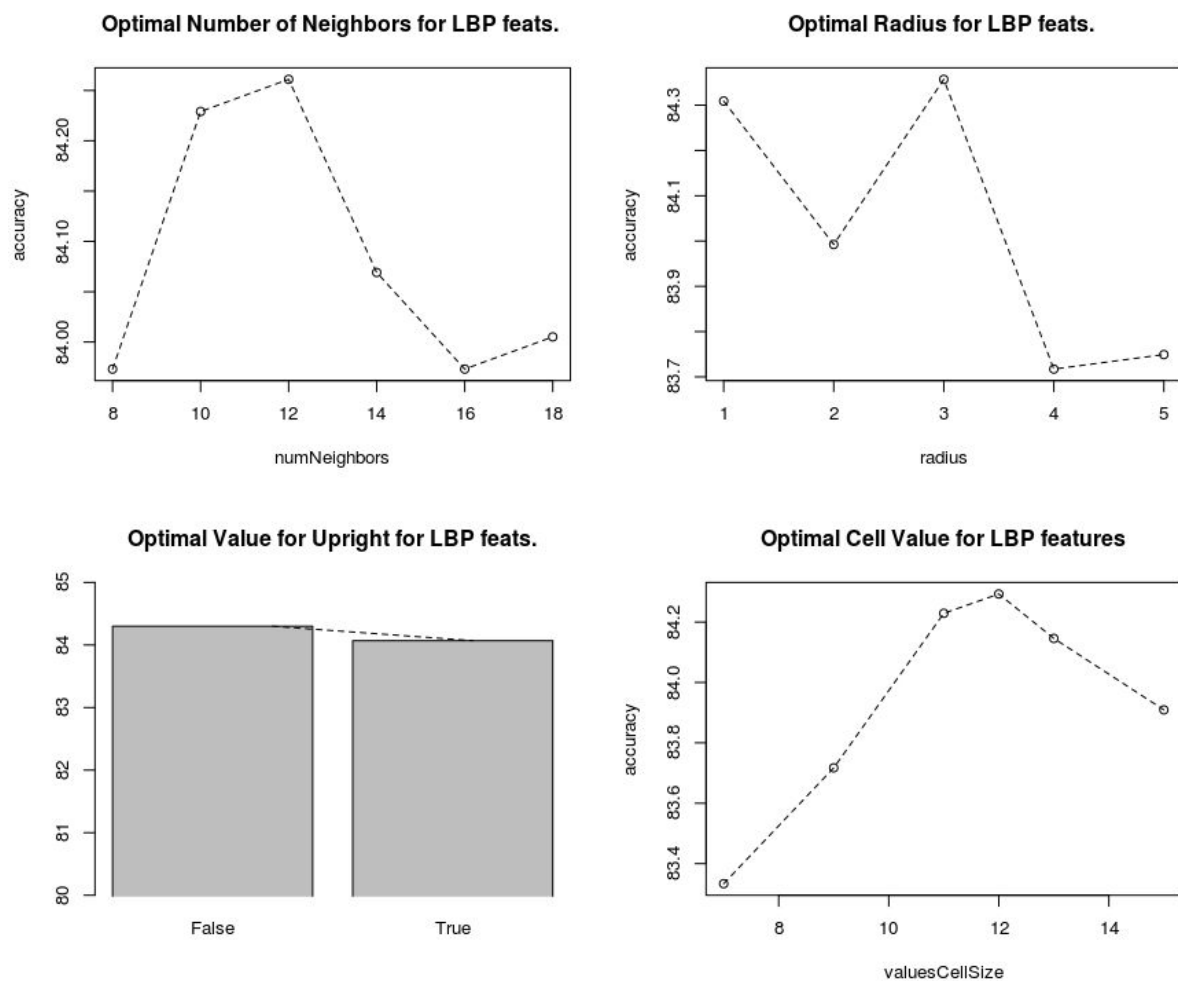 Optimal Number of Neighbors for LBP feats.
accuracy
84.20
84.10
84.00
8 10 12 14 16 18
numNeighbors
Optimal Radius for LBP feats.
accuracy
84.3
84.1
83.9
83.7
1 2 3 4 5
radius
Optimal Value for Upright for LBP feats.
85
84
83
82
81
80
False True
Optimal Cell Value for LBP features
accuracy
84.2
84.0
83.8
83.6
83.4
8 10 12 14
valuesCellSize